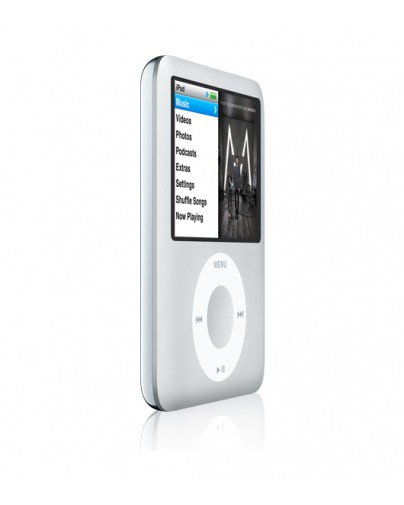 iPod
Music
Videos
Photos
Podcasts
Extras
Settings
Shuffle Songs
Now Playing
MENU